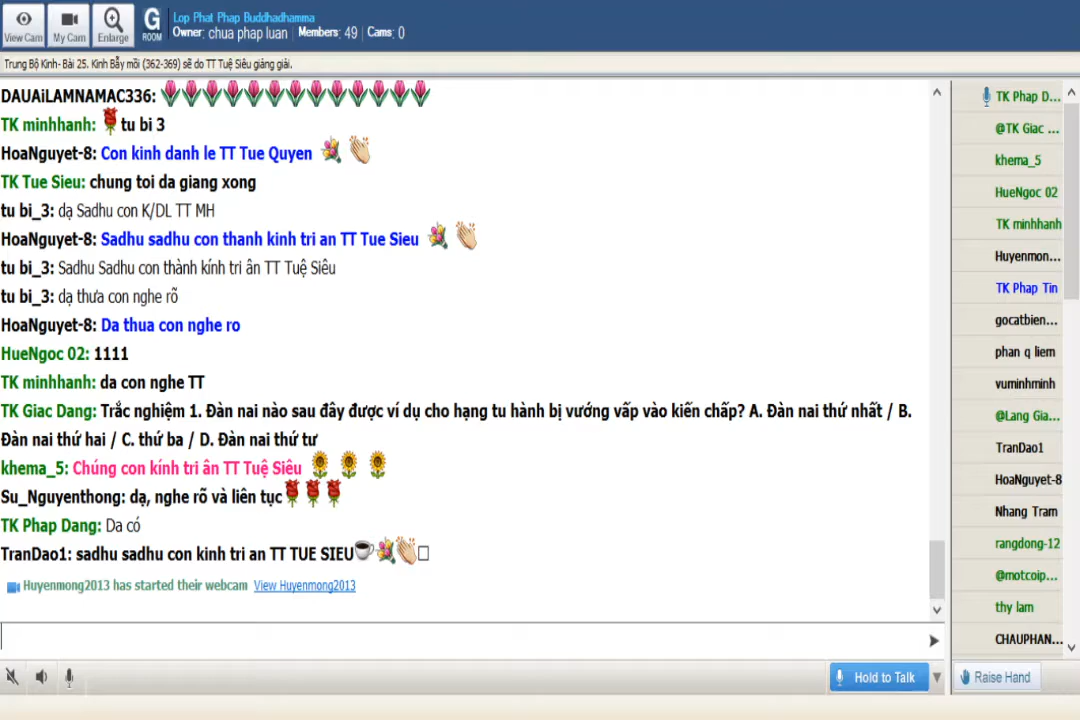 View Cam
My Cam
Enlarge
G ROOM
Lop Phat Phap Buddhadhamma
Owner: chua phap luan | Members: 49 | Cams: 0
Trung Bộ Kinh- Bài 25. Kinh Bẫy mồi (362-369) sẽ do TT Tuệ Siêu giảng giải.
DAUAiLAMNAMAC336:
TK minhhanh: tu bi 3
HoaNguyet-8: Con kinh danh le TT Tue Quyen
TK Tue Sieu: chung toi da giang xong
tu bi_3: dạ Sadhu con K/DL TT MH
HoaNguyet-8: Sadhu sadhu con thanh kinh tri an TT Tue Sieu
tu bi_3: Sadhu Sadhu con thành kính tri ân TT Tuệ Siêu
tu bi_3: dạ thưa con nghe rõ
HoaNguyet-8: Da thua con nghe ro
HueNgoc 02: 1111
TK minhhanh: da con nghe TT
TK Giac Dang: Trắc nghiệm 1. Đàn nai nào sau đây được ví dụ cho hạng tu hành bị vướng vấp vào kiến chấp? A. Đàn nai thứ nhất / B.
Đàn nai thứ hai / C. thứ ba / D. Đàn nai thứ tư
khema_5: Chúng con kính tri ân TT Tuệ Siêu
Su_Nguyenthong: dạ, nghe rõ và liên tục
TK Phap Dang: Da có
TranDao1: sadhu sadhu con kinh tri an TT TUE SIEU
Huyenmong2013 has started their webcam View Huyenmong2013
TK Phap D...
@TK Giac ...
khema_5
HueNgoc 02
TK minhhanh
Huyenmon...
TK Phap Tin
gocatbien...
phan q liem
vuminhminh
@Lang Gia...
TranDao1
HoaNguyet-8
Nhang Tram
rangdong-12
@motcoip...
thy lam
CHAUPHAN...
Hold to Talk
Raise Hand